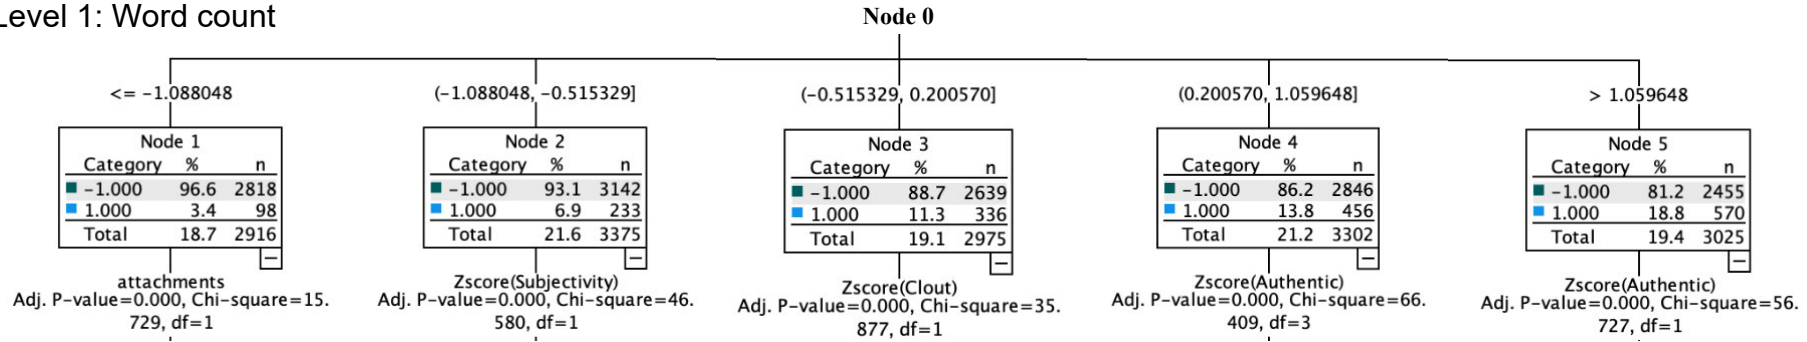 Level 1: Word count
Node 0
<= -1.088048
(-1.088048, -0.515329]
(-0.515329, 0.200570]
(0.200570, 1.059648]
> 1.059648
Node 1
Category % n
-1.000 96.6 2818
1.000 3.4 98
Total 18.7 2916
attachments
Adj. P-value=0.000, Chi-square=15.
729, df=1
Node 2
Category % n
-1.000 93.1 3142
1.000 6.9 233
Total 21.6 3375
Zscore(Subjectivity)
Adj. P-value=0.000, Chi-square=46.
580, df=1
Node 3
Category % n
-1.000 88.7 2639
1.000 11.3 336
Total 19.1 2975
Zscore(Clout)
Adj. P-value=0.000, Chi-square=35.
877, df=1
Node 4
Category % n
-1.000 86.2 2846
1.000 13.8 456
Total 21.2 3302
Zscore(Authentic)
Adj. P-value=0.000, Chi-square=66.
409, df=3
Node 5
Category % n
-1.000 81.2 2455
1.000 18.8 570
Total 19.4 3025
Zscore(Authentic)
Adj. P-value=0.000, Chi-square=56.
727, df=1